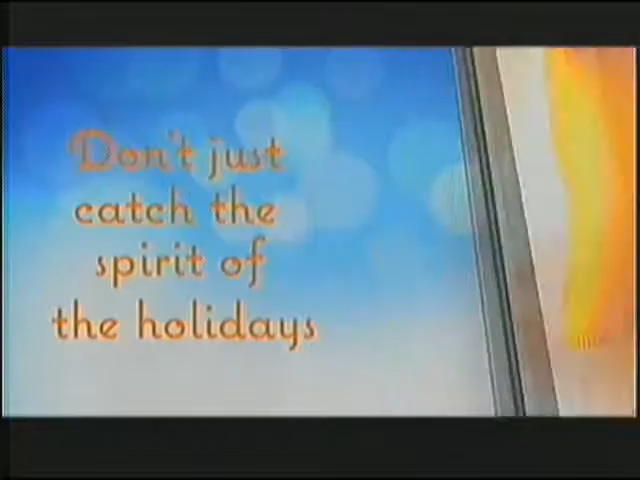 Don't just
catch the
spirit of
the holidays